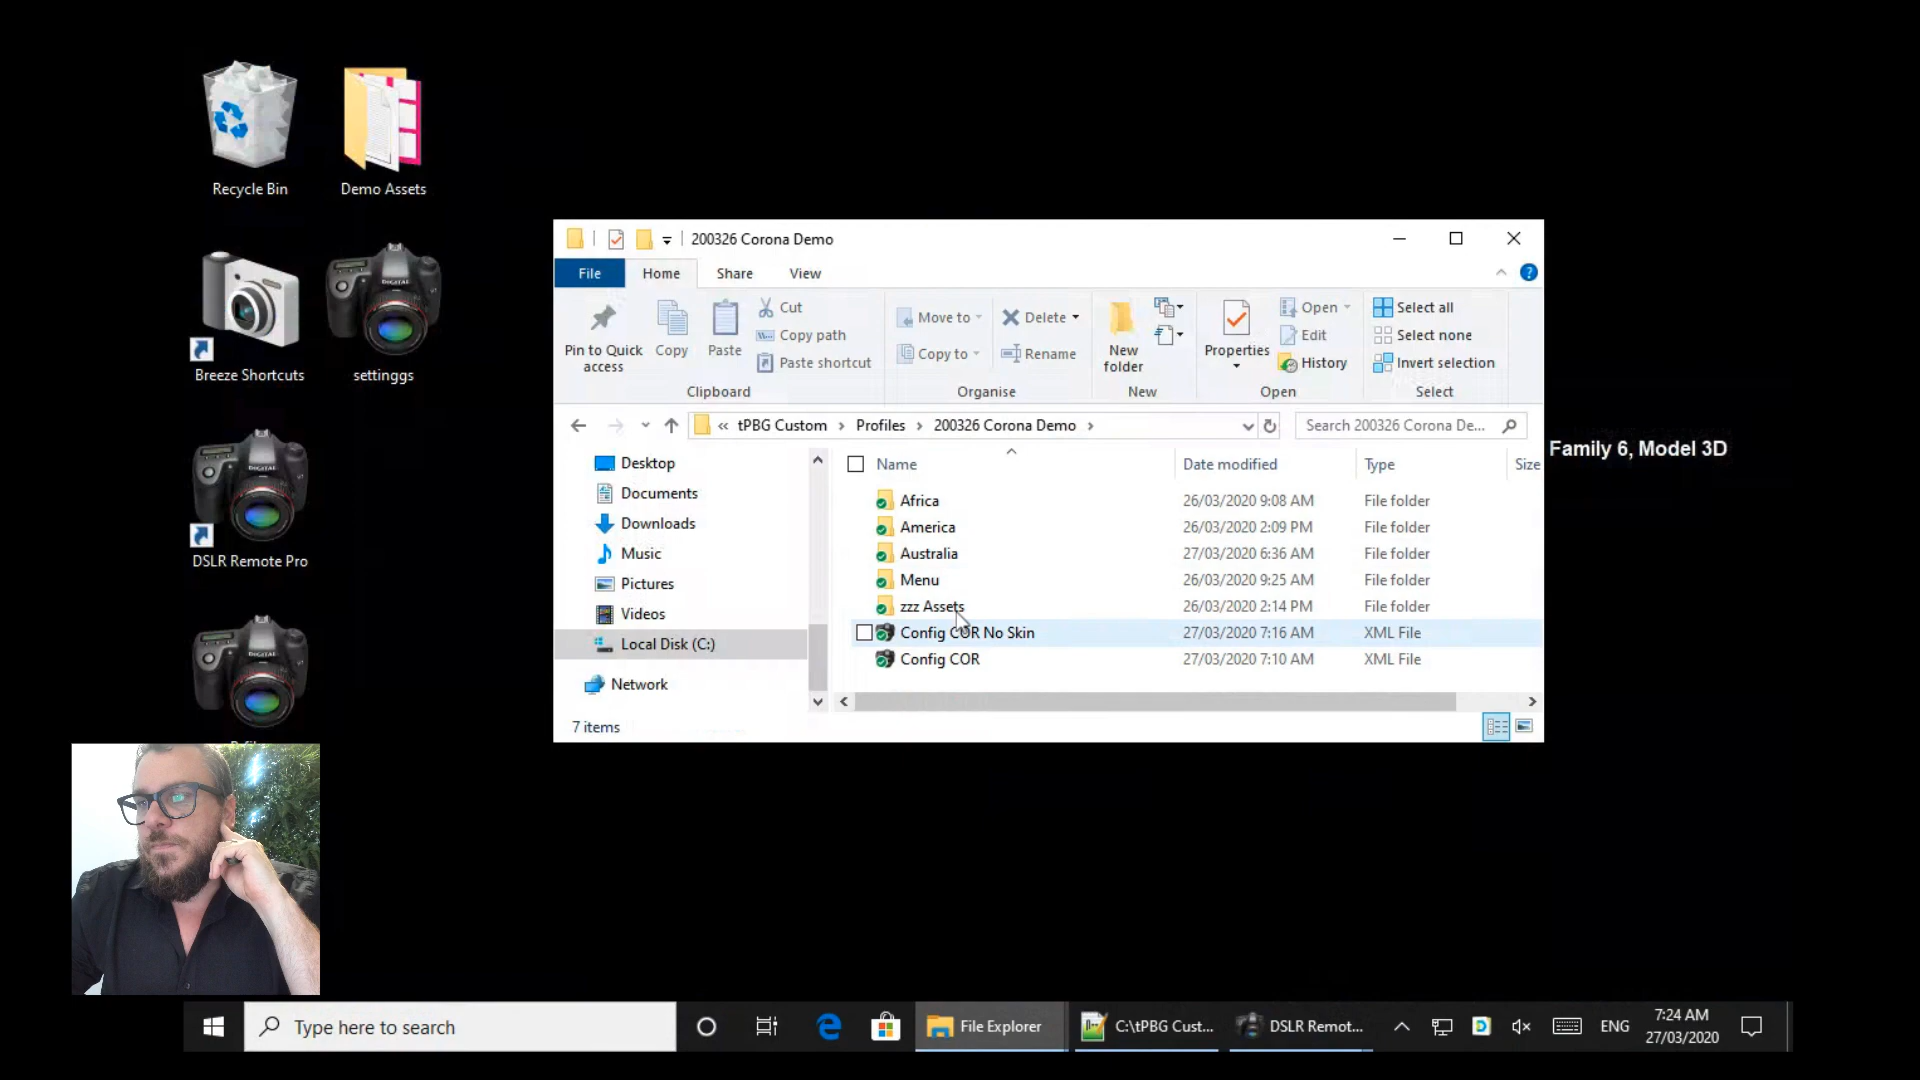 Recycle Bin
Demo Assets
Breeze Shortcuts
settinggs
DSLR Remote Pro
200326 Corona Demo
File
Home
Share
View
Pin to Quick access
Copy
Paste
Cut
Copy path
Paste shortcut
Clipboard
Move to
Copy to
Delete
Rename
Organise
New folder
New
Properties
Open
Edit
History
Open
Select all
Select none
Invert selection
Select
« tPBG Custom › Profiles › 200326 Corona Demo ›
Search 200326 Corona De...
Family 6, Model 3D
Desktop
Documents
Downloads
Music
Pictures
Videos
Local Disk (C:)
Network
Name Date modified Type Size
Africa 26/03/2020 9:08 AM File folder
America 26/03/2020 2:09 PM File folder
Australia 27/03/2020 6:36 AM File folder
Menu 26/03/2020 9:25 AM File folder
zzz Assets 26/03/2020 2:14 PM File folder
Config COR No Skin 27/03/2020 7:16 AM XML File
Config COR 27/03/2020 7:10 AM XML File
7 items
Type here to search
File Explorer
C:\tPBG Cust...
DSLR Remot...
ENG
7:24 AM
27/03/2020